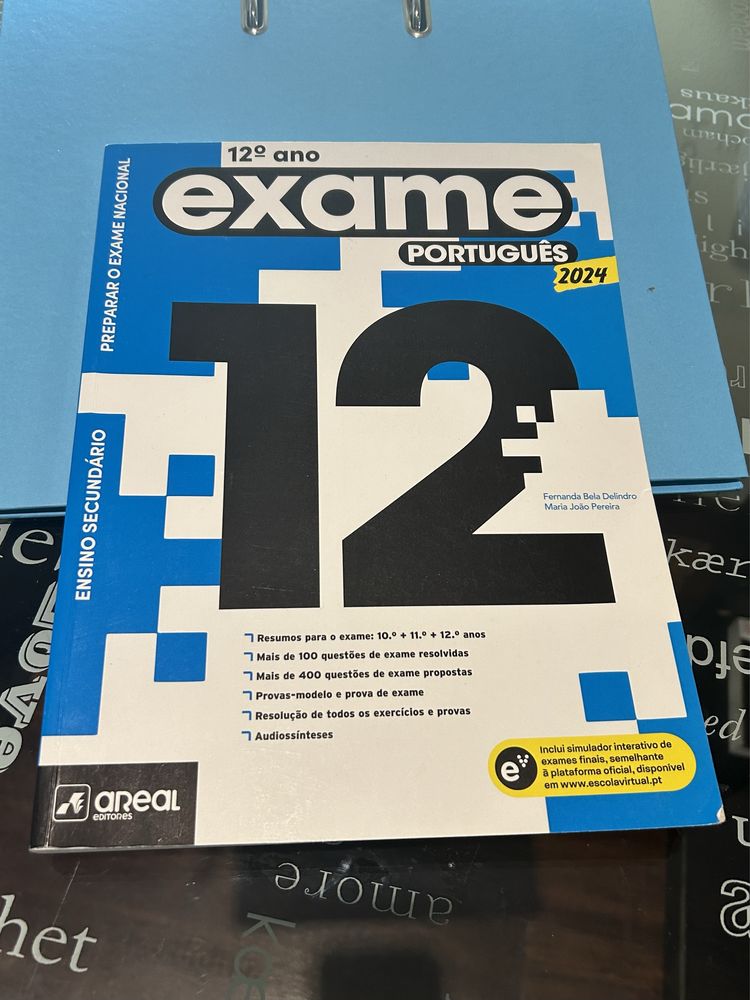 12º ano
exame
PORTUGUÊS
2024
PREPARAR O EXAME NACIONAL
ENSINO SECUNDÁRIO
12
Fernanda Bela Delindro
Maria João Pereira
Resumos para o exame: 10.º + 11.º + 12.º anos
Mais de 100 questões de exame resolvidas
Mais de 400 questões de exame propostas
Provas-modelo e prova de exame
Resolução de todos os exercícios e provas
Audiossínteses
e
Inclui simulador interativo de
exames finais, semelhante
à plataforma oficial, disponível
em www.escolavirtual.pt
AREAL
EDITORES
kær
amore
het